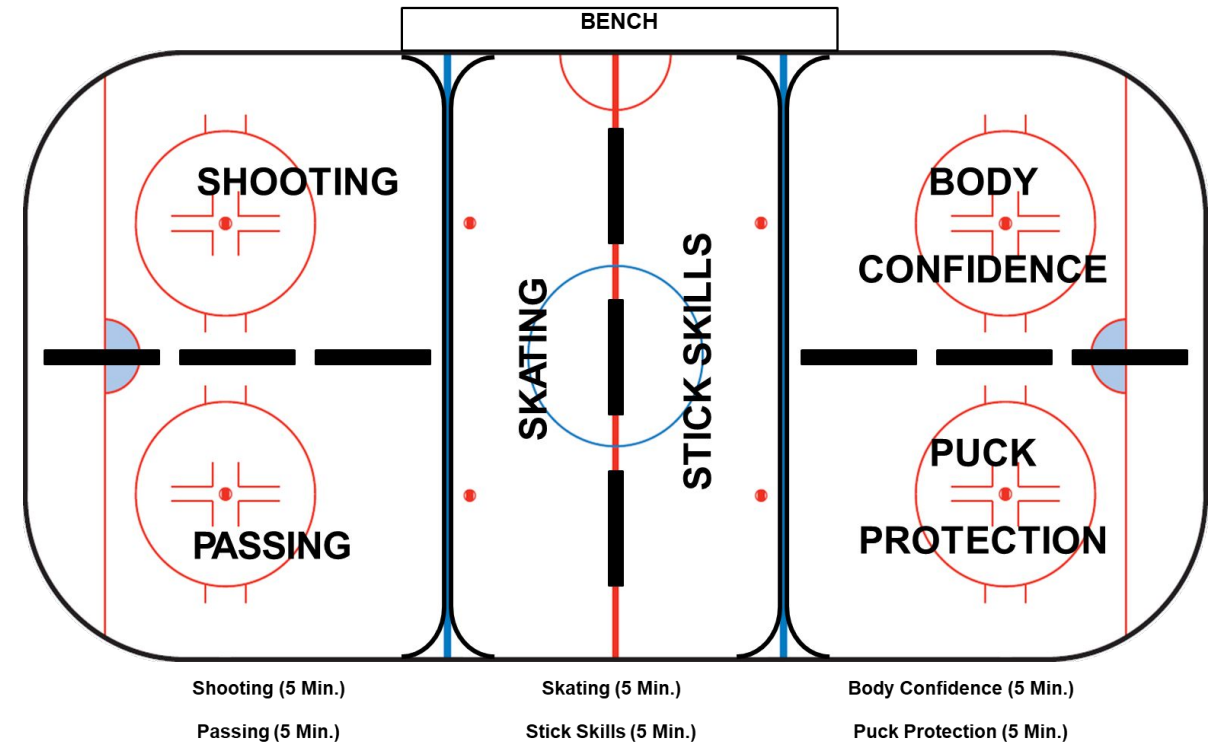 BENCH
SHOOTING
PASSING
SKATING
STICK SKILLS
BODY
CONFIDENCE
PUCK
PROTECTION
Shooting (5 Min.)
Passing (5 Min.)
Skating (5 Min.)
Stick Skills (5 Min.)
Body Confidence (5 Min.)
Puck Protection (5 Min.)